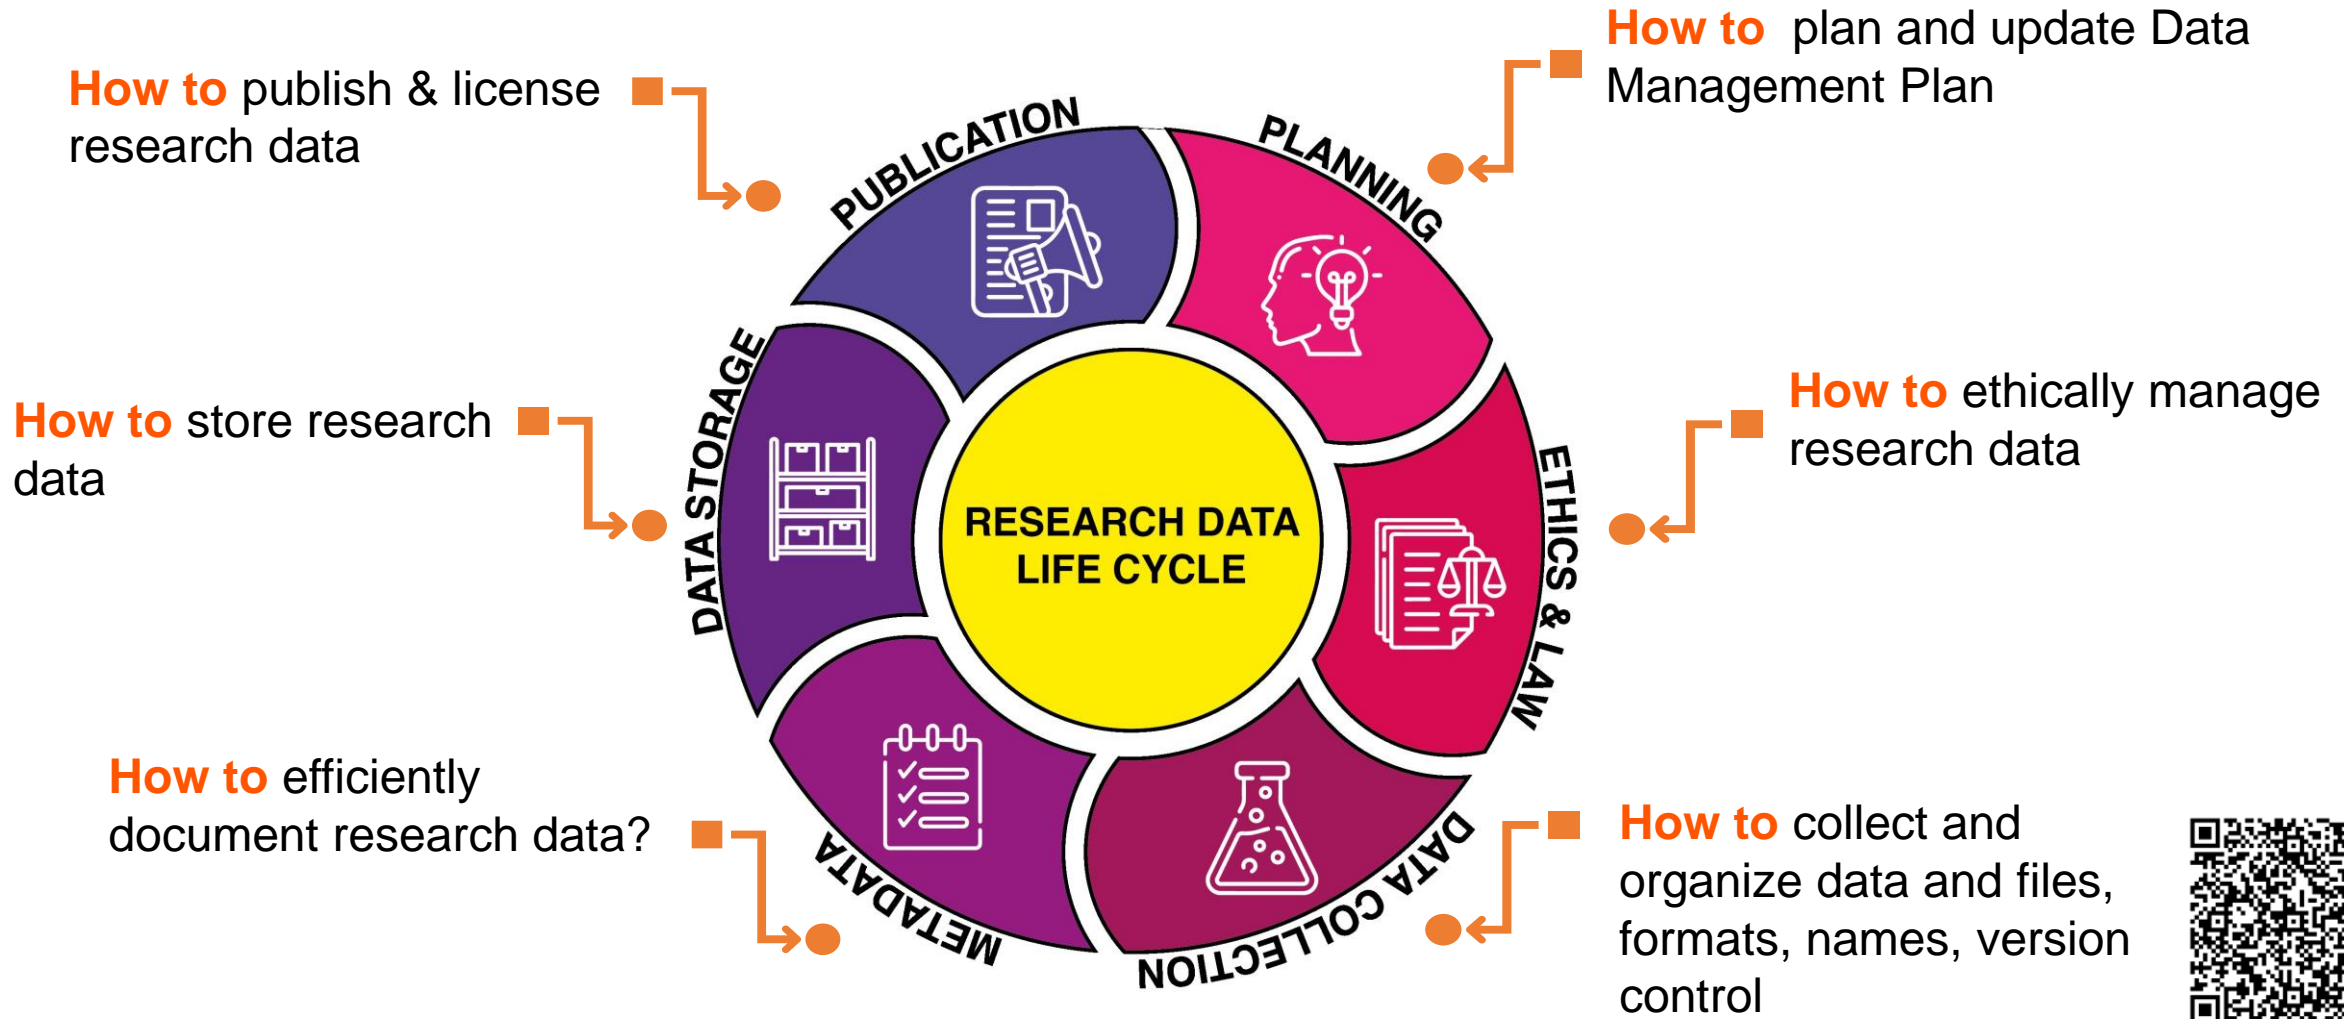 How to publish & license
research data
How to plan and update Data
Management Plan
PUBLICATION
PLANNING
How to store research
data
DATA STORAGE
RESEARCH DATA
LIFE CYCLE
How to ethically manage
research data
ETHICS & LAW
How to efficiently
document research data?
METADATA
DATA COLLECTION
How to collect and
organize data and files,
formats, names, version
control